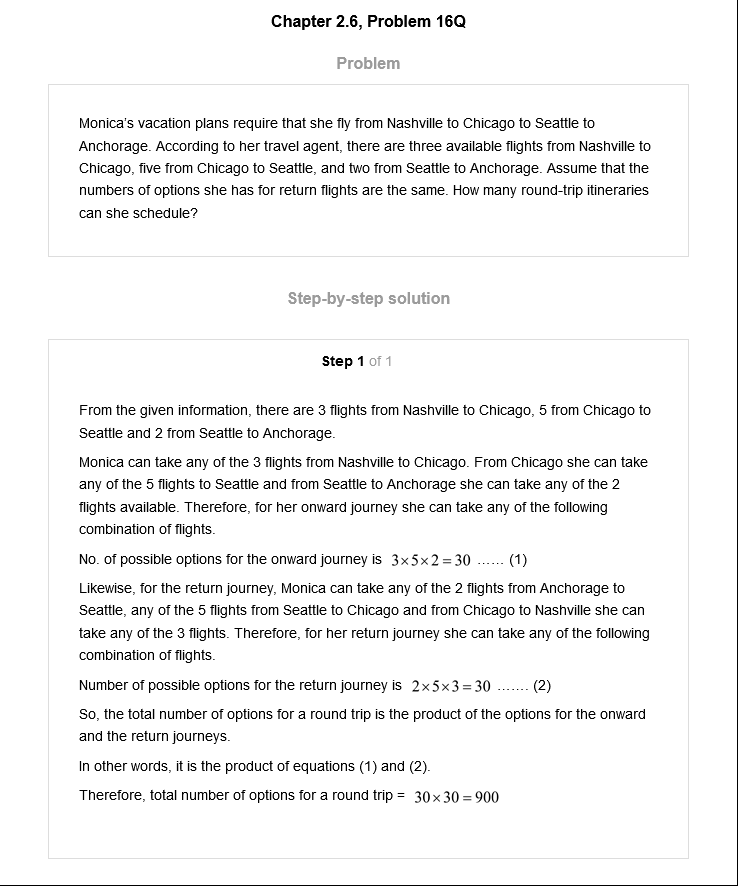 Chapter 2.6, Problem 16Q
Problem
Monica's vacation plans require that she fly from Nashville to Chicago to Seattle to
Anchorage. According to her travel agent, there are three available flights from Nashville to
Chicago, five from Chicago to Seattle, and two from Seattle to Anchorage. Assume that the
numbers of options she has for return flights are the same. How many round-trip itineraries
can she schedule?
Step-by-step solution
Step 1 of 1
From the given information, there are 3 flights from Nashville to Chicago, 5 from Chicago to
Seattle and 2 from Seattle to Anchorage.
Monica can take any of the 3 flights from Nashville to Chicago. From Chicago she can take
any of the 5 flights to Seattle and from Seattle to Anchorage she can take any of the 2
flights available. Therefore, for her onward journey she can take any of the following
combination of flights.
No. of possible options for the onward journey is 3×5×2=30 ...... (1)
Likewise, for the return journey, Monica can take any of the 2 flights from Anchorage to
Seattle, any of the 5 flights from Seattle to Chicago and from Chicago to Nashville she can
take any of the 3 flights. Therefore, for her return journey she can take any of the following
combination of flights.
Number of possible options for the return journey is 2×5×3=30 ....... (2)
So, the total number of options for a round trip is the product of the options for the onward
and the return journeys.
In other words, it is the product of equations (1) and (2).
Therefore, total number of options for a round trip = 30×30=900